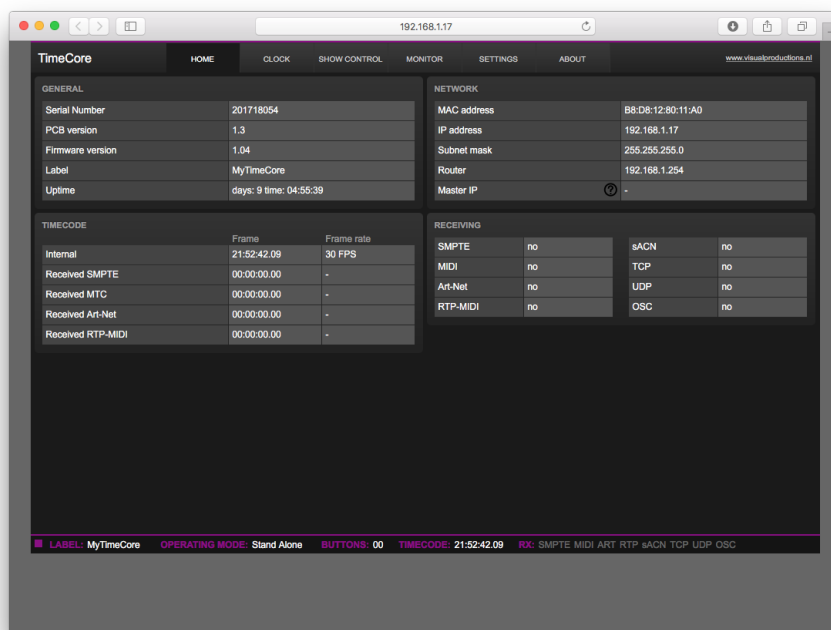 192.168.1.17
TimeCore
HOME
CLOCK
SHOW CONTROL
MONITOR
SETTINGS
ABOUT
www.visualproductions.nl
GENERAL
Serial Number 201718054
PCB version 1.3
Firmware version 1.04
Label MyTimeCore
Uptime days: 9 time: 04:55:39
NETWORK
MAC address B8:D8:12:80:11:A0
IP address 192.168.1.17
Subnet mask 255.255.255.0
Router 192.168.1.254
Master IP ? -
TIMECODE
Frame Frame rate
Internal 21:52:42.09 30 FPS
Received SMPTE 00:00:00.00 -
Received MTC 00:00:00.00 -
Received Art-Net 00:00:00.00 -
Received RTP-MIDI 00:00:00.00 -
RECEIVING
SMPTE no sACN no
MIDI no TCP no
Art-Net no UDP no
RTP-MIDI no OSC no
LABEL: MyTimeCore OPERATING MODE: Stand Alone BUTTONS: 00 TIMECODE: 21:52:42.09 RX: SMPTE MIDI ART RTP sACN TCP UDP OSC